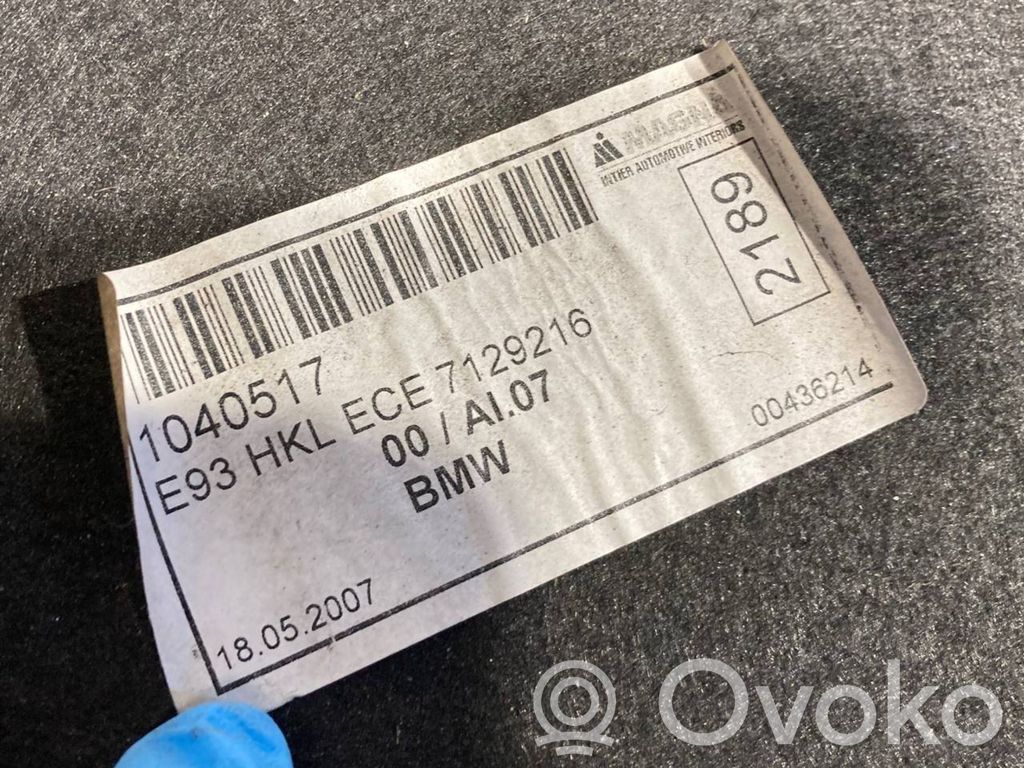 MAGNA
INTIER AUTOMOTIVE INTERIORS
2189
1040517
E93 HKL ECE 7129216
00 / AI.07
BMW
00436214
18.05.2007
Ovoko